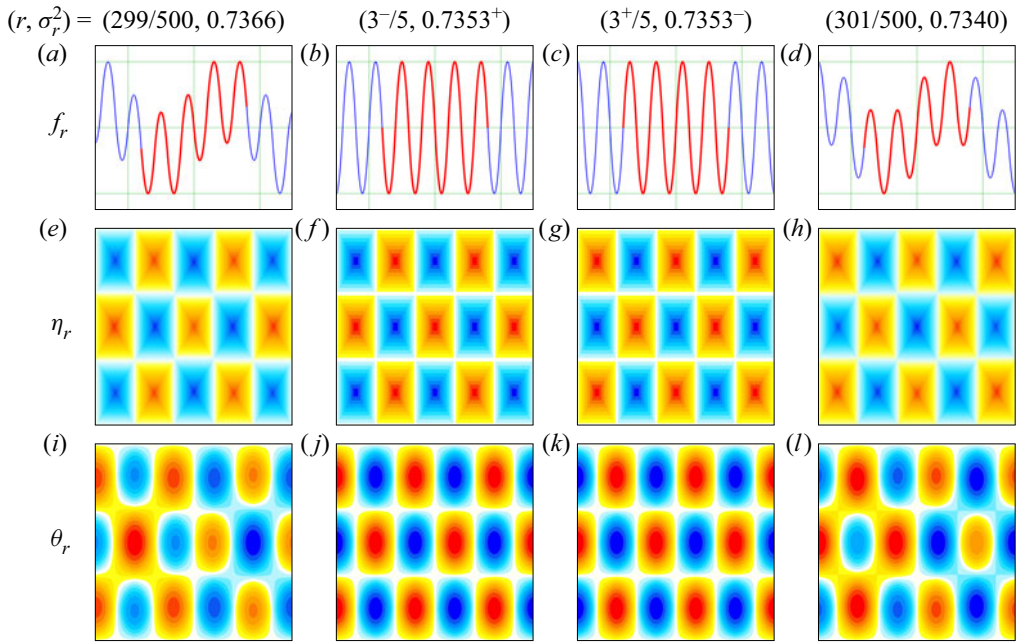 (r, σ_r^2) = (299/500, 0.7366) (3⁻/5, 0.7353⁺) (3⁺/5, 0.7353⁻) (301/500, 0.7340)
(a) (b) (c) (d)
f_r
(e) (f) (g) (h)
η_r
(i) (j) (k) (l)
θ_r